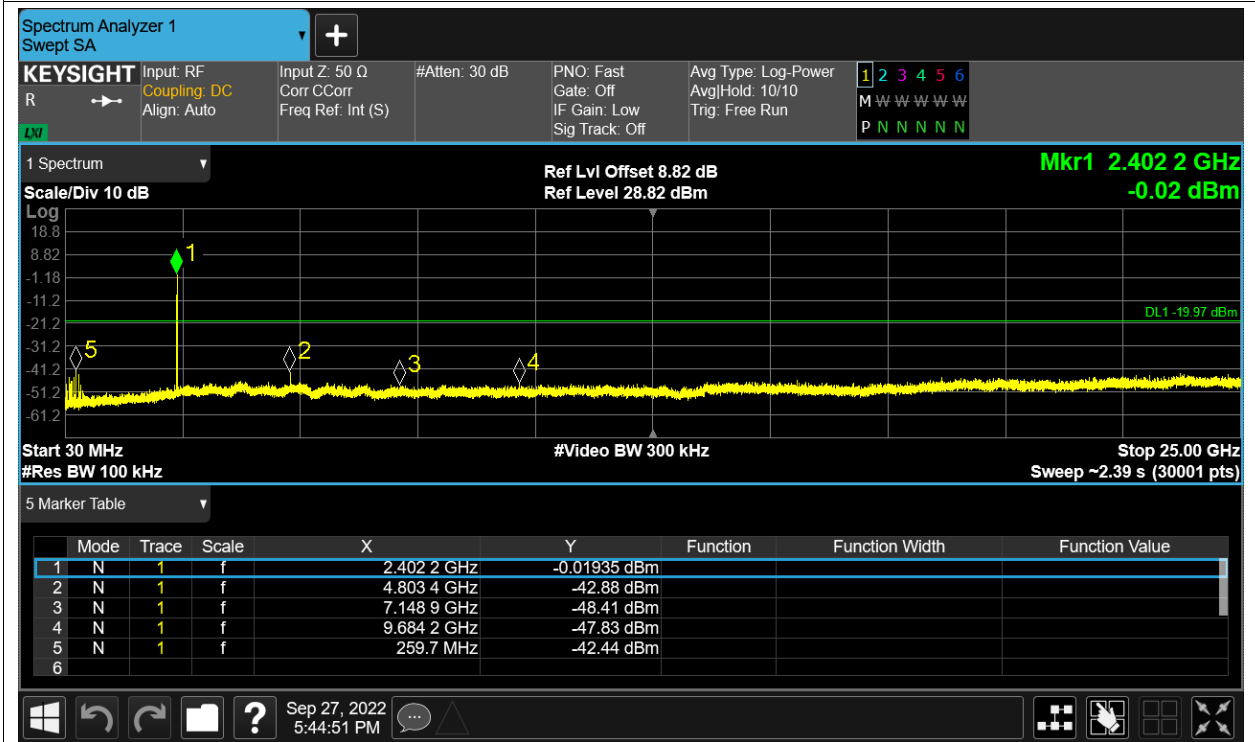 Spectrum Analyzer 1
Swept SA
KEYSIGHT
R
LXI
Input: RF
Coupling: DC
Align: Auto
Input Z: 50 Ω
Corr CCorr
Freq Ref: Int (S)
#Atten: 30 dB
PNO: Fast
Gate: Off
IF Gain: Low
Sig Track: Off
Avg Type: Log-Power
Avg|Hold: 10/10
Trig: Free Run
1 2 3 4 5 6
M W W W W W
P N N N N N
1 Spectrum
Scale/Div 10 dB
Ref Lvl Offset 8.82 dB
Ref Level 28.82 dBm
Mkr1 2.402 2 GHz
-0.02 dBm
Log
18.8
8.82
-1.18
-11.2
-21.2
-31.2
-41.2
-51.2
-61.2
1
DL1 -19.97 dBm
5
2
3
4
Start 30 MHz
#Video BW 300 kHz
Stop 25.00 GHz
#Res BW 100 kHz
Sweep ~2.39 s (30001 pts)
5 Marker Table
Mode Trace Scale X Y Function Function Width Function Value
1 N 1 f 2.402 2 GHz -0.01935 dBm
2 N 1 f 4.803 4 GHz -42.88 dBm
3 N 1 f 7.148 9 GHz -48.41 dBm
4 N 1 f 9.684 2 GHz -47.83 dBm
5 N 1 f 259.7 MHz -42.44 dBm
6
?
Sep 27, 2022
5:44:51 PM